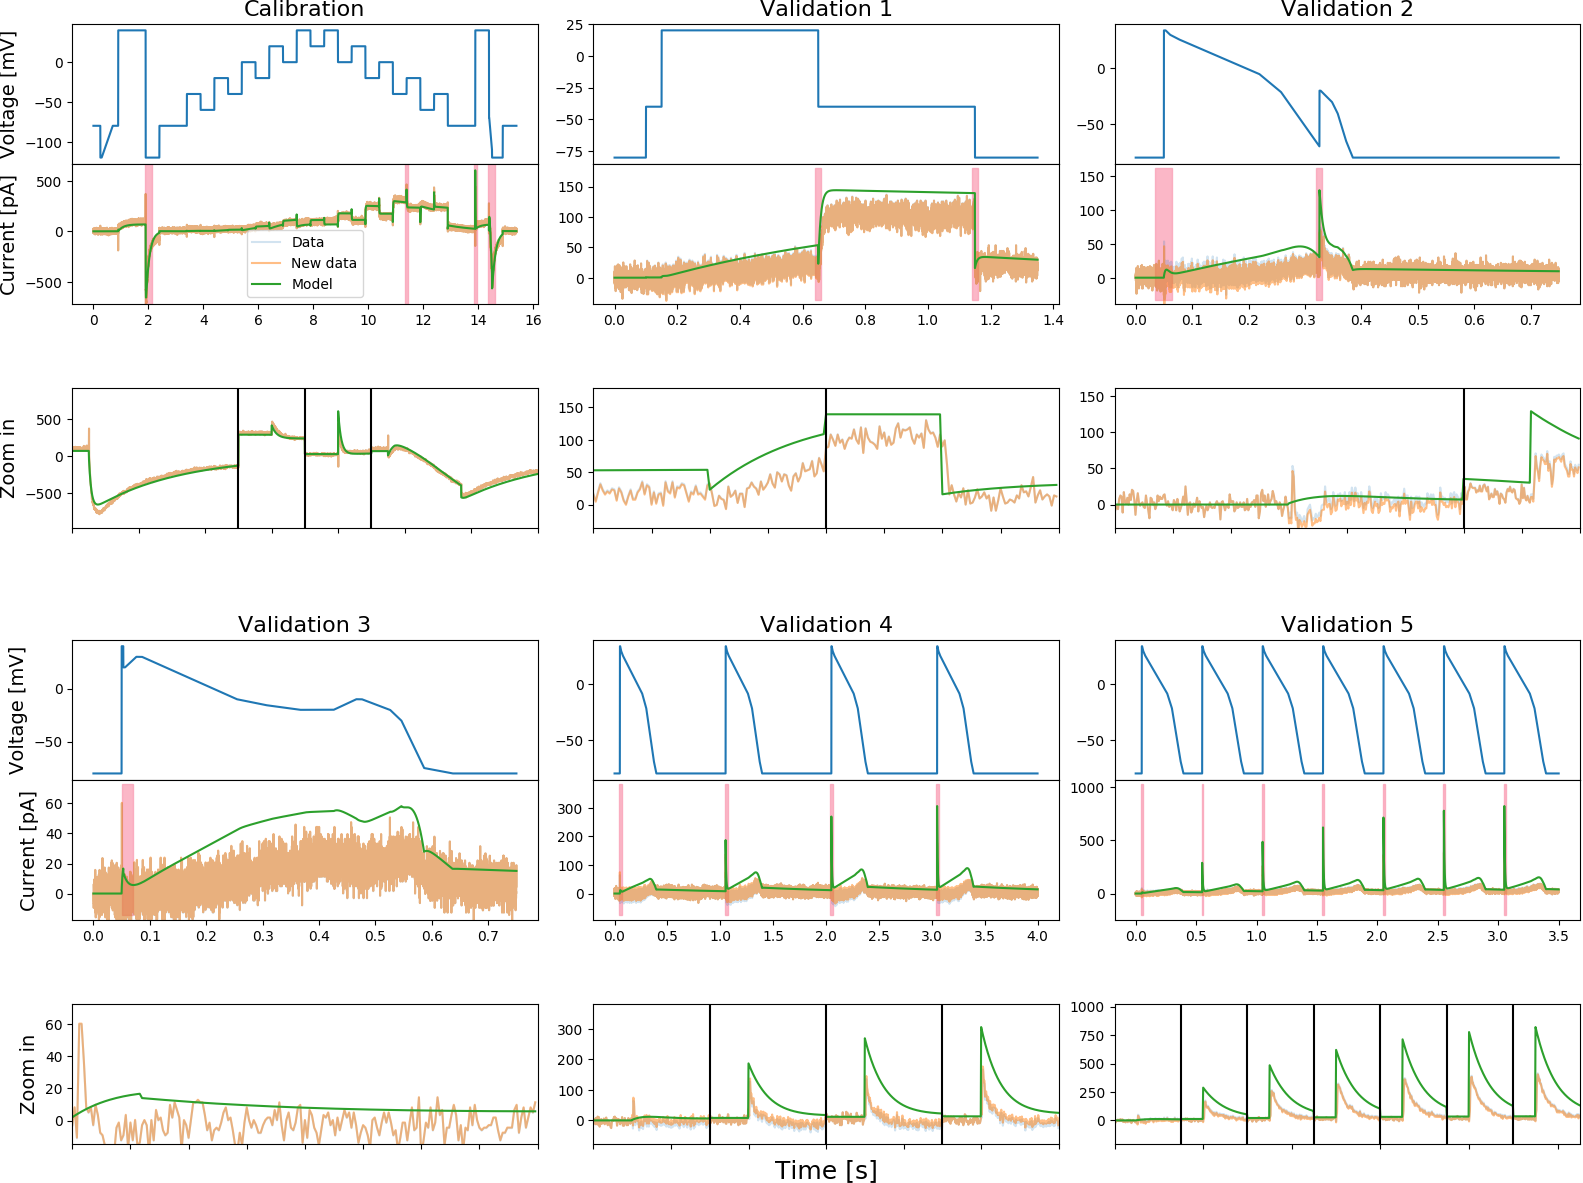 Calibration
Validation 1
Validation 2
Voltage [mV]
0
−50
−100
25
0
−25
−50
−75
0
−50
Current [pA]
500
0
−500
Data
New data
Model
150
100
50
0
150
100
50
0
0 2 4 6 8 10 12 14 16
0.0 0.2 0.4 0.6 0.8 1.0 1.2 1.4
0.0 0.1 0.2 0.3 0.4 0.5 0.6 0.7
Zoom in
500
0
−500
150
100
50
0
150
100
50
0
Validation 3
Validation 4
Validation 5
Voltage [mV]
0
−50
0
−50
0
−50
Current [pA]
60
40
20
0
300
200
100
0
1000
500
0
0.0 0.1 0.2 0.3 0.4 0.5 0.6 0.7
0.0 0.5 1.0 1.5 2.0 2.5 3.0 3.5 4.0
0.0 0.5 1.0 1.5 2.0 2.5 3.0 3.5
Zoom in
60
40
20
0
300
200
100
0
1000
750
500
250
0
Time [s]